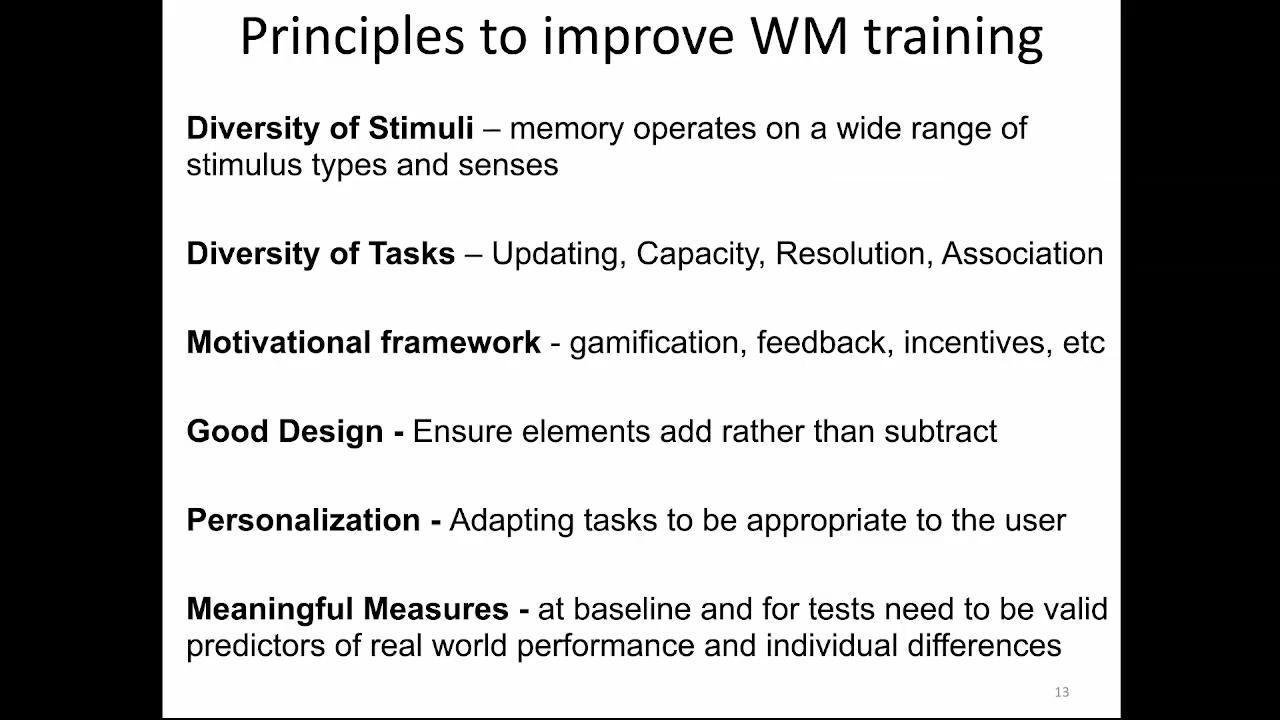 Principles to improve WM training
Diversity of Stimuli – memory operates on a wide range of
stimulus types and senses
Diversity of Tasks – Updating, Capacity, Resolution, Association
Motivational framework - gamification, feedback, incentives, etc
Good Design - Ensure elements add rather than subtract
Personalization - Adapting tasks to be appropriate to the user
Meaningful Measures - at baseline and for tests need to be valid
predictors of real world performance and individual differences
13